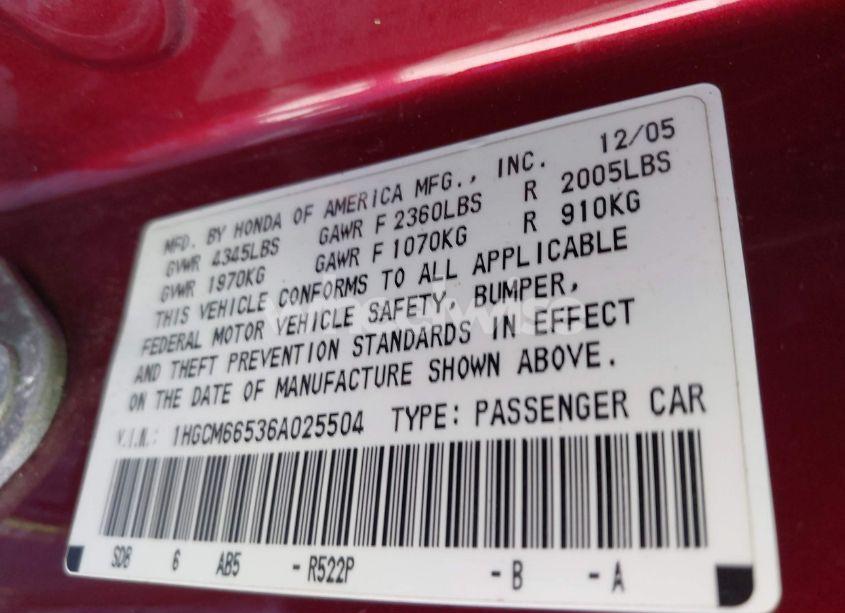 12/05
MFD. BY HONDA OF AMERICA MFG., INC.
GVWR 4345LBS GAWR F 2360LBS R 2005LBS
GVWR 1970KG GAWR F 1070KG R 910KG
THIS VEHICLE CONFORMS TO ALL APPLICABLE
FEDERAL MOTOR VEHICLE SAFETY, BUMPER,
AND THEFT PREVENTION STANDARDS IN EFFECT
ON THE DATE OF MANUFACTURE SHOWN ABOVE.
V.I.N.: 1HGCM66536A025504 TYPE: PASSENGER CAR
SDB 6 AB5 - R522P - B - A